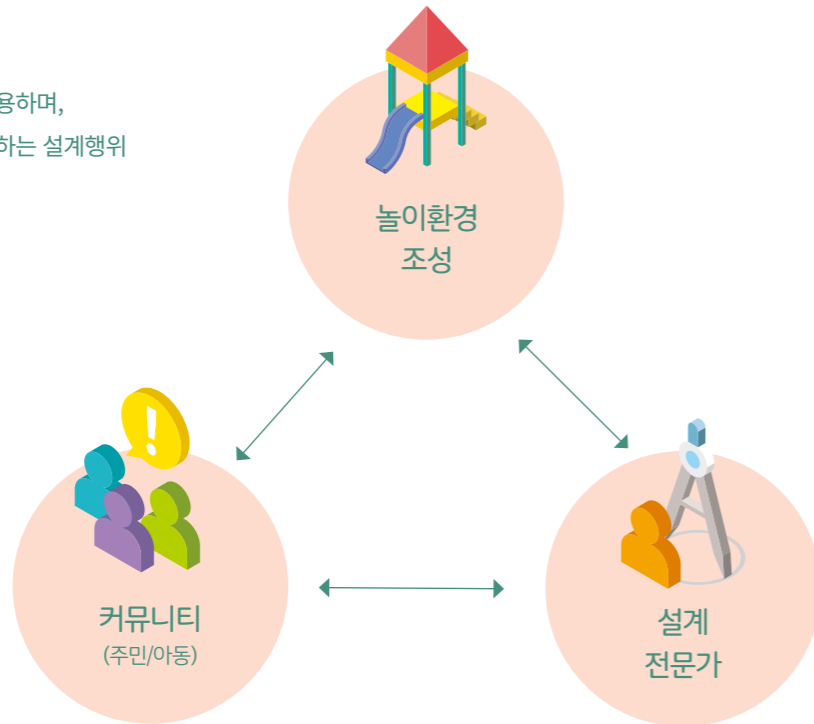 용하며,
하는 설계행위
놀이환경
조성
커뮤니티
(주민/아동)
설계
전문가